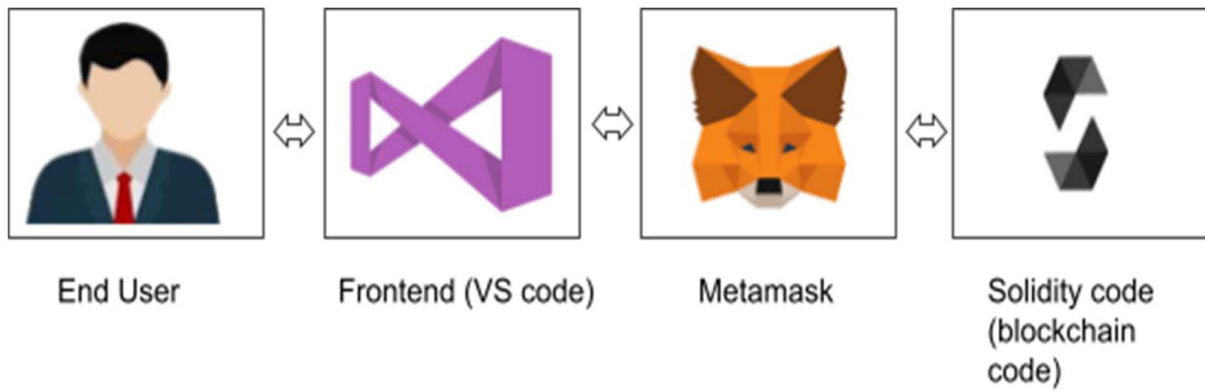 End User
Frontend (VS code)
Metamask
Solidity code
(blockchain
code)